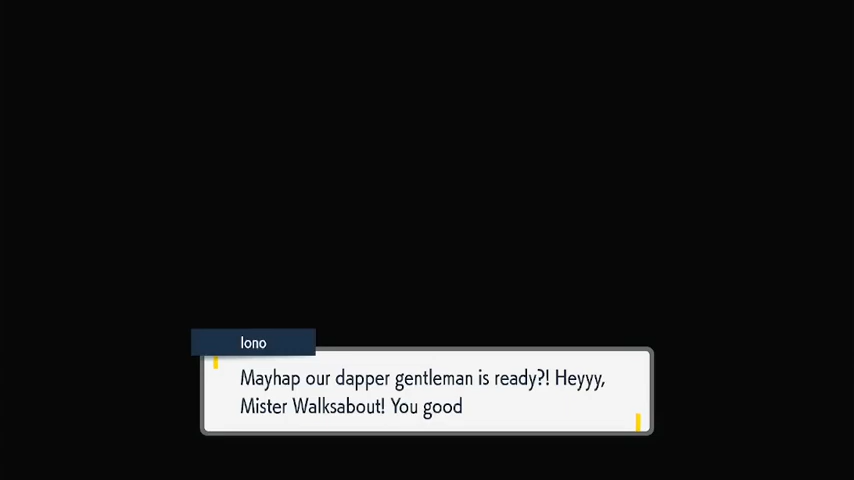 Iono
Mayhap our dapper gentleman is ready?! Heyyy,
Mister Walksabout! You good